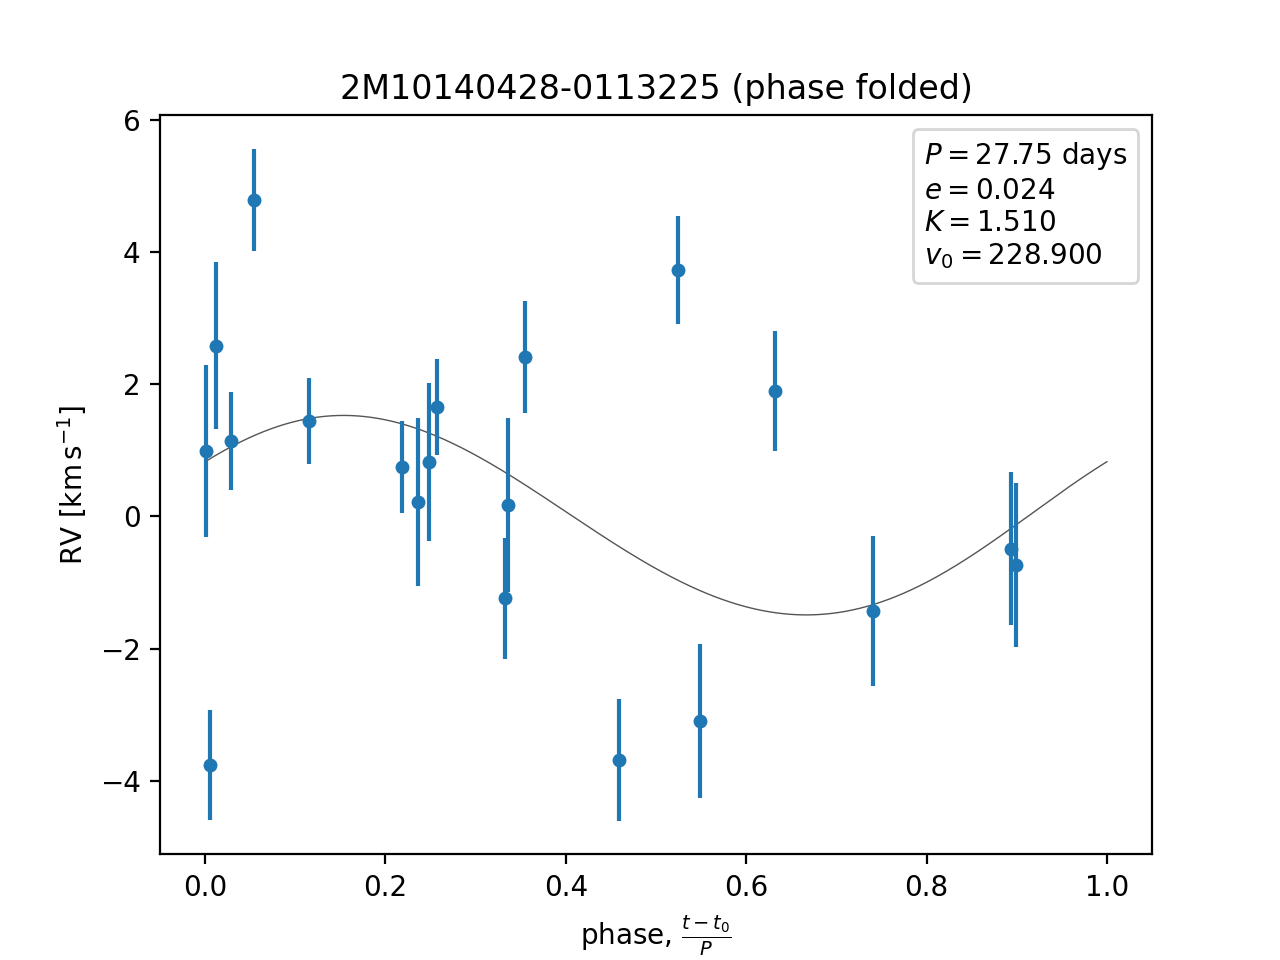 2M10140428-0113225 (phase folded)
P = 27.75 days
e = 0.024
K = 1.510
v₀ = 228.900
RV [km s⁻¹]
6
4
2
0
−2
−4
0.0 0.2 0.4 0.6 0.8 1.0
phase, (t − t₀)/P